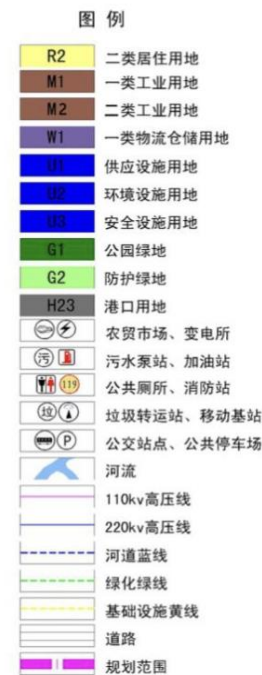 图 例
R2 二类居住用地
M1 一类工业用地
M2 二类工业用地
W1 一类物流仓储用地
U1 供应设施用地
U2 环境设施用地
U3 安全设施用地
G1 公园绿地
G2 防护绿地
H23 港口用地
农贸市场、变电所
污 污水泵站、加油站
119 公共厕所、消防站
垃 垃圾转运站、移动基站
P 公交站点、公共停车场
河流
110kv高压线
220kv高压线
河道蓝线
绿化绿线
基础设施黄线
道路
规划范围